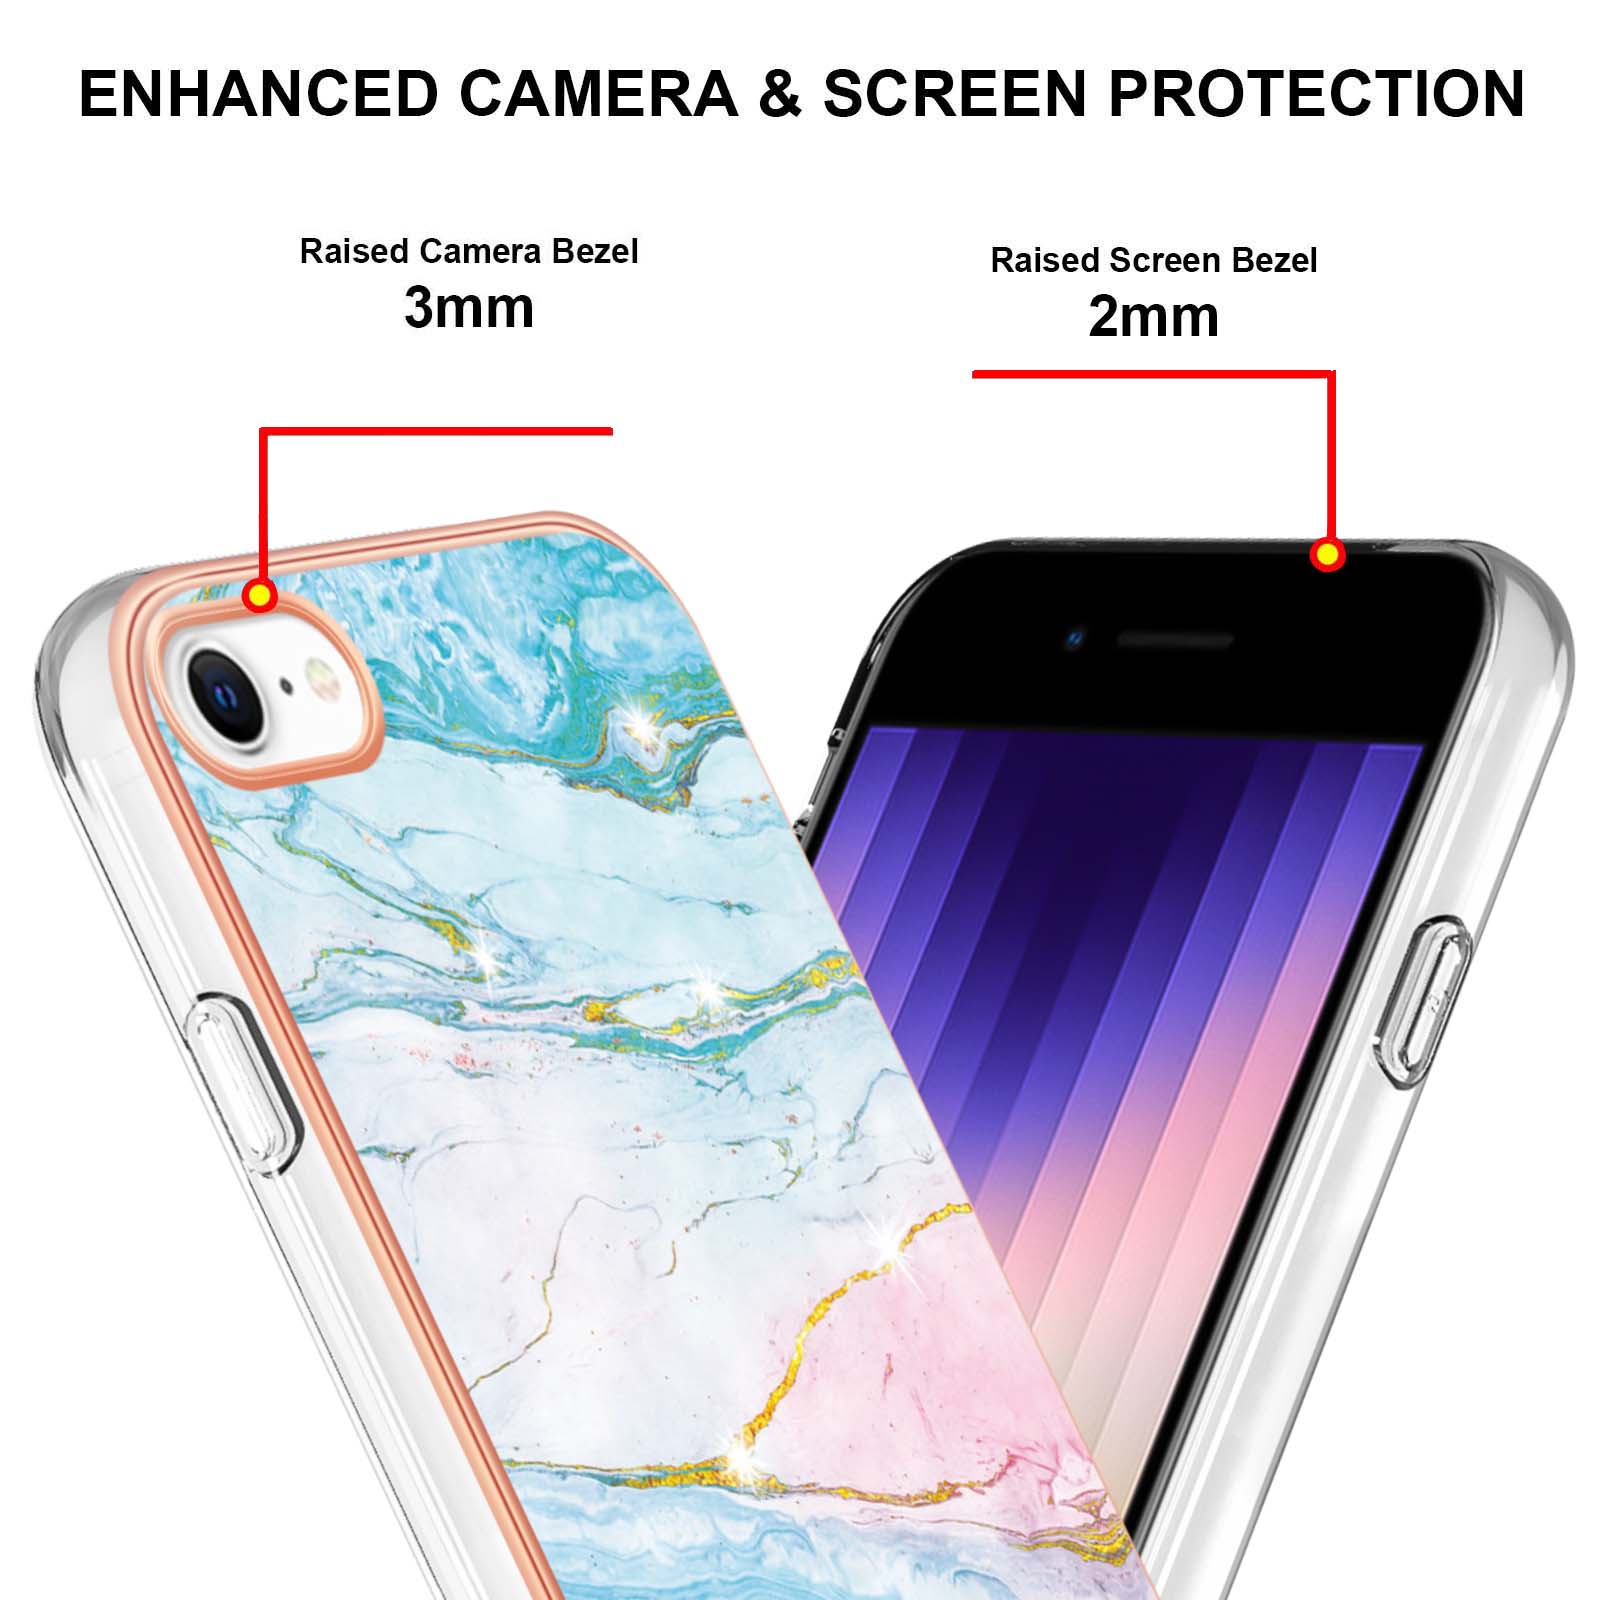 ENHANCED CAMERA & SCREEN PROTECTION
Raised Camera Bezel
3mm
Raised Screen Bezel
2mm